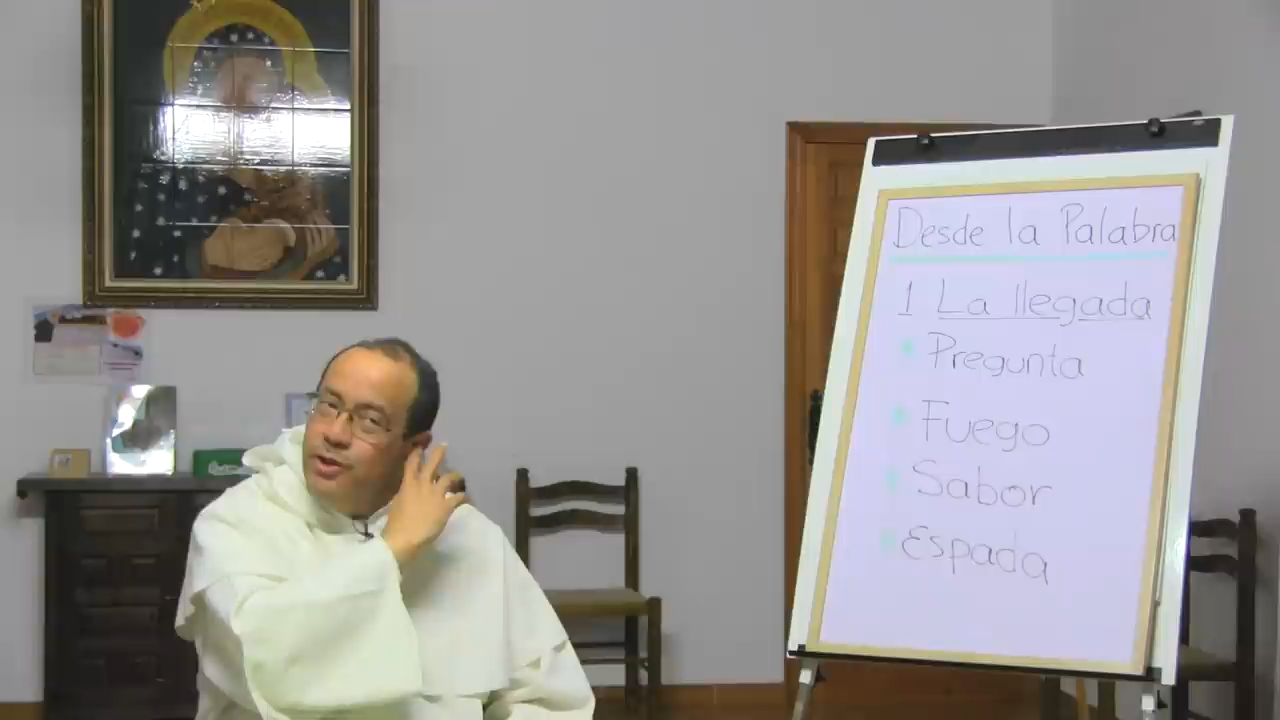 Desde la Palabra
1 La llegada
• Pregunta
• Fuego
• Sabor
• Espada